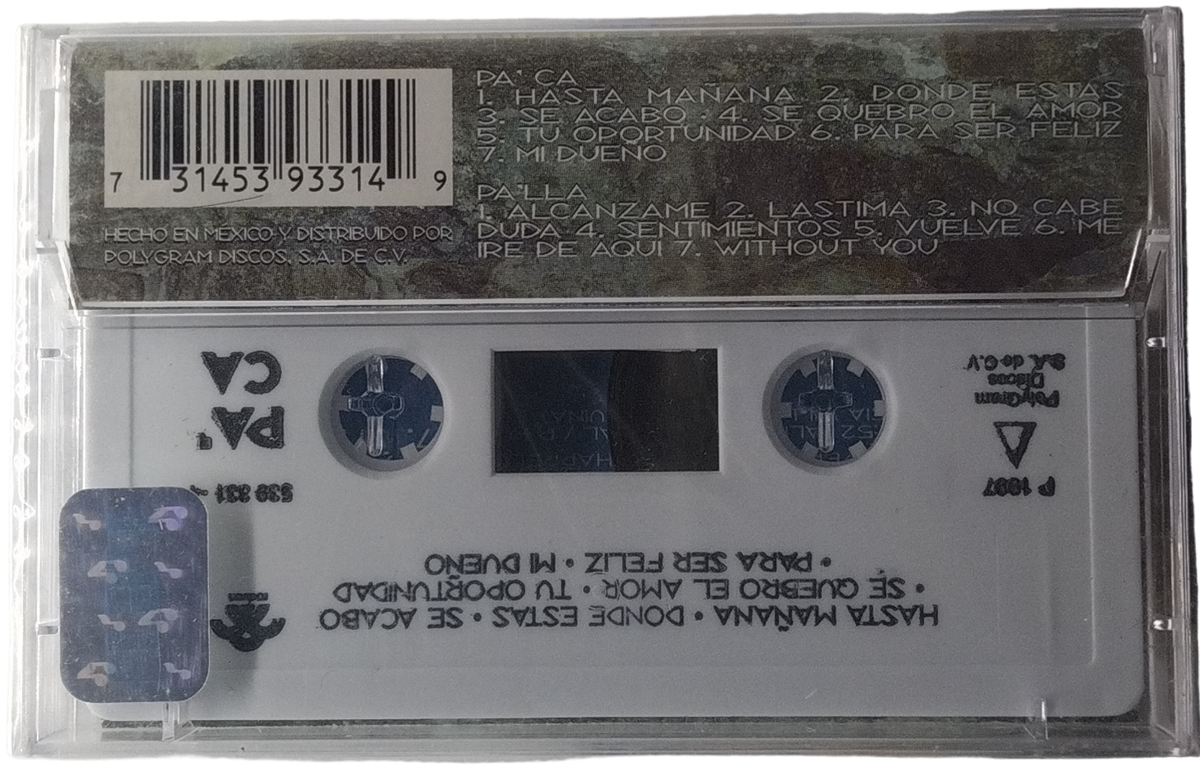 7 31453 93314 9
HECHO EN MEXICO Y DISTRIBUIDO POR
POLYGRAM DISCOS, S.A. DE C.V.
PA' CA
1. HASTA MAÑANA 2. DONDE ESTAS
3. SE ACABO 4. SE QUEBRO EL AMOR
5. TU OPORTUNIDAD 6. PARA SER FELIZ
7. MI DUEÑO
PA'LLA
1. ALCANZAME 2. LASTIMA 3. NO CABE
DUDA 4. SENTIMIENTOS 5. VUELVE 6. ME
IRE DE AQUI 7. WITHOUT YOU
HASTA MAÑANA • DONDE ESTAS • SE ACABO
• SE QUEBRO EL AMOR • TU OPORTUNIDAD
• PARA SER FELIZ • MI DUEÑO
P 1997
539 331-4
PolyGram
Discos
S.A. de C.V
PA'
CA